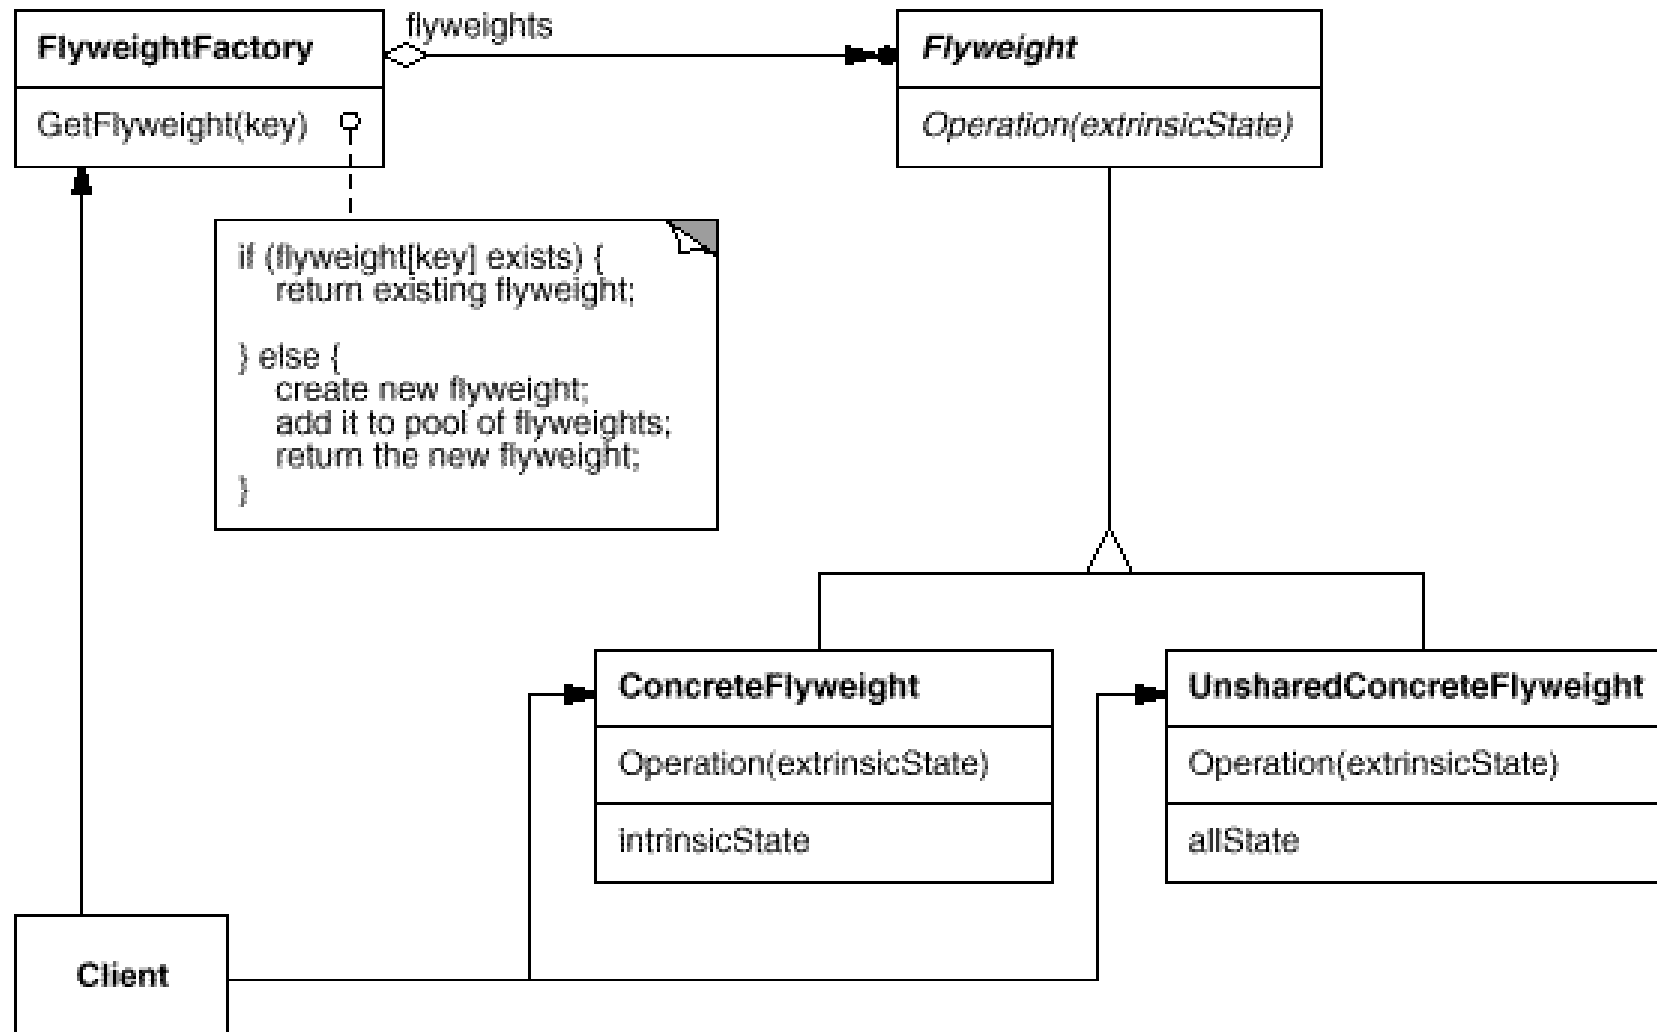 flyweights
FlyweightFactory
GetFlyweight(key)
Flyweight
Operation(extrinsicState)
if (flyweight[key] exists) {
return existing flyweight;
} else {
create new flyweight;
add it to pool of flyweights;
return the new flyweight;
}
ConcreteFlyweight
Operation(extrinsicState)
intrinsicState
UnsharedConcreteFlyweight
Operation(extrinsicState)
allState
Client